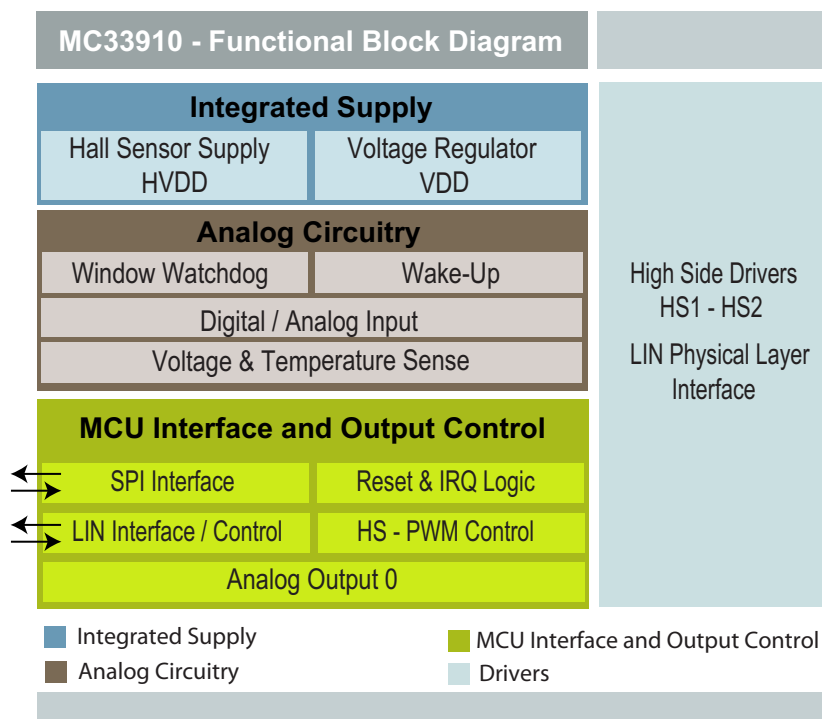 MC33910 - Functional Block Diagram
Integrated Supply
Hall Sensor Supply
HVDD
Voltage Regulator
VDD
Analog Circuitry
Window Watchdog
Wake-Up
Digital / Analog Input
Voltage & Temperature Sense
MCU Interface and Output Control
SPI Interface
Reset & IRQ Logic
LIN Interface / Control
HS - PWM Control
Analog Output 0
High Side Drivers
HS1 - HS2
LIN Physical Layer
Interface
Integrated Supply
Analog Circuitry
MCU Interface and Output Control
Drivers